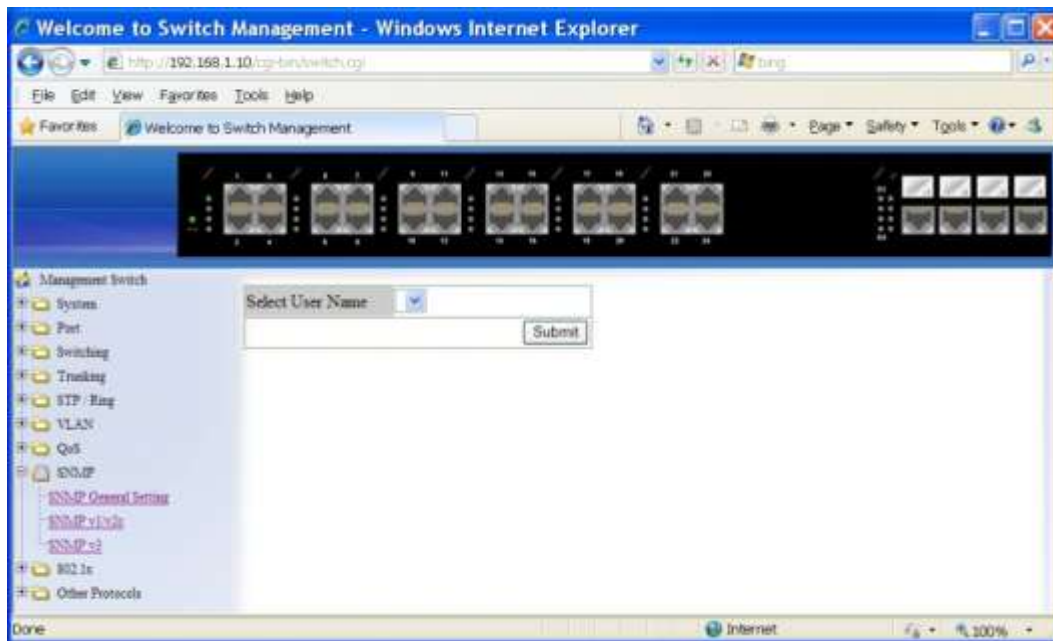 Welcome to Switch Management - Windows Internet Explorer
http://192.168.1.10/cgi-bin/switch.cgi
bing
File Edit View Favorites Tools Help
Favorites Welcome to Switch Management
Page Safety Tools
Management Switch
System
Port
Switching
Trunking
STP / Ring
VLAN
QoS
SNMP
SNMP General Setting
SNMP v1/v2c
SNMP v3
802.1x
Other Protocols
Select User Name
Submit
Done
Internet
100%